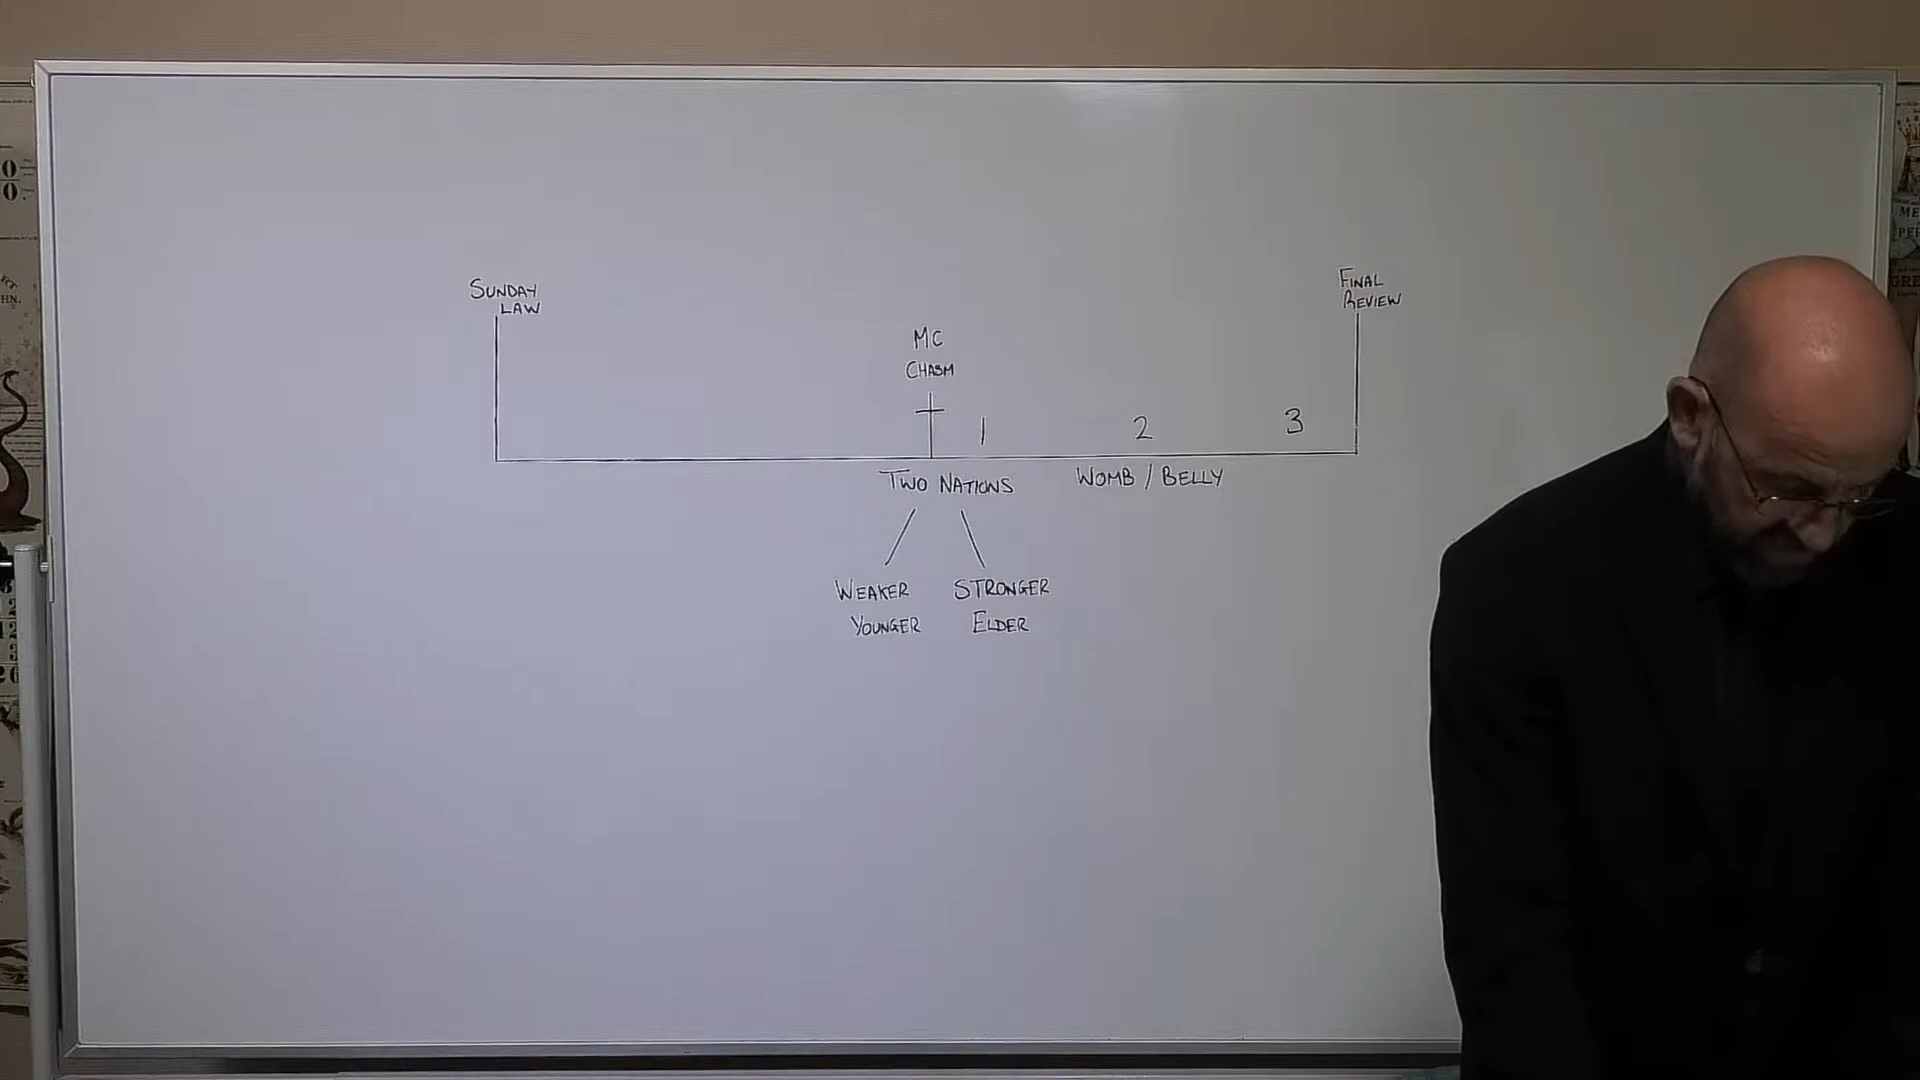 SUNDAY
LAW
FINAL
REVIEW
MC
CHASM
1 2 3
TWO NATIONS WOMB / BELLY
WEAKER STRONGER
YOUNGER ELDER